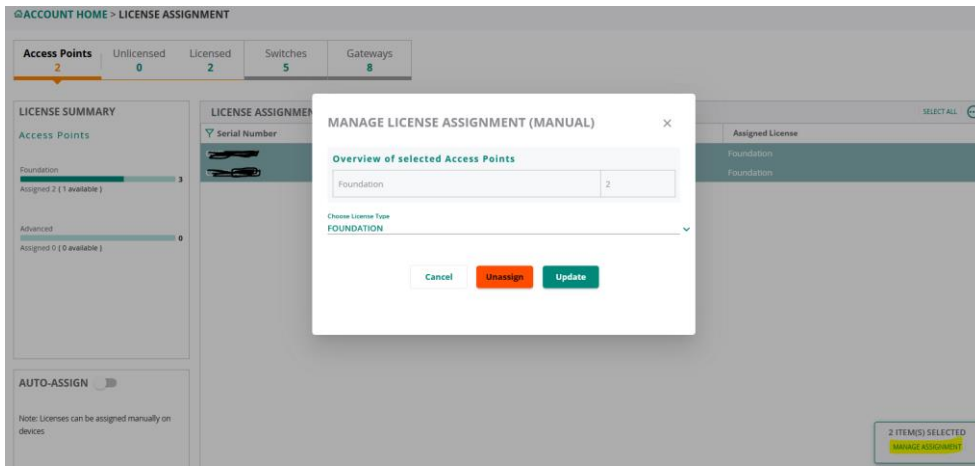 ACCOUNT HOME > LICENSE ASSIGNMENT
Access Points
2
Unlicensed
0
Licensed
2
Switches
5
Gateways
8
LICENSE SUMMARY
Access Points
Foundation
3
Assigned 2 ( 1 available )
Advanced
0
Assigned 0 ( 0 available )
AUTO-ASSIGN
Note: Licenses can be assigned manually on
devices
SELECT ALL
Serial Number
Assigned License
Foundation
Foundation
MANAGE LICENSE ASSIGNMENT (MANUAL)
Overview of selected Access Points
Foundation
2
Choose License Type
FOUNDATION
Cancel
Unassign
Update
2 ITEM(S) SELECTED
MANAGE ASSIGNMENT